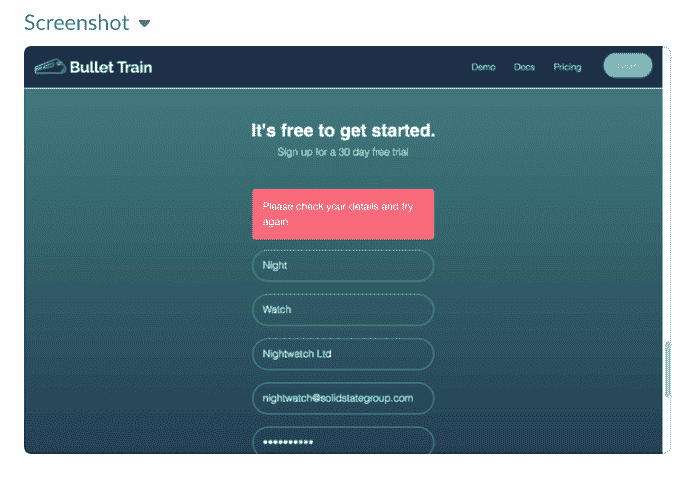 Screenshot
Bullet Train
Demo Docs Pricing
It's free to get started.
Sign up for a 30 day free trial
Please check your details and try
again
Night
Watch
Nightwatch Ltd
nightwatch@solidstategroup.com
••••••••••